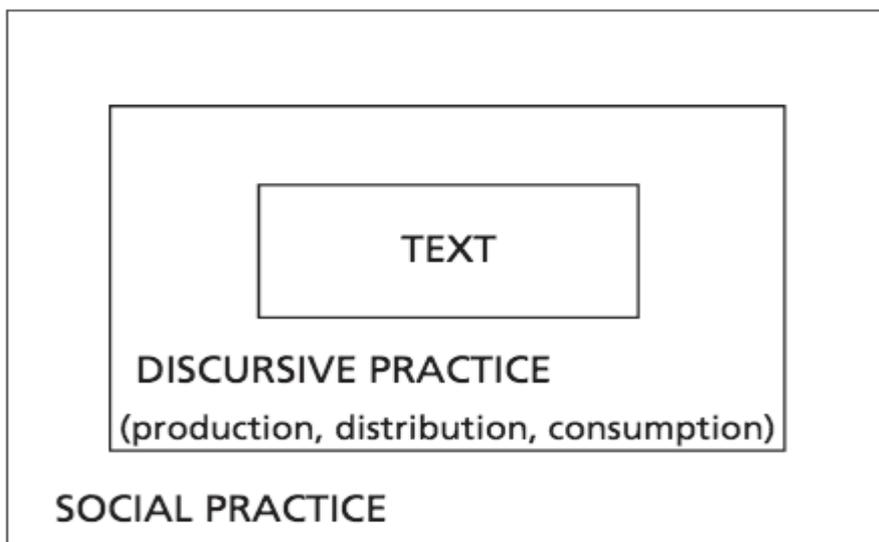 TEXT
DISCURSIVE PRACTICE
(production, distribution, consumption)
SOCIAL PRACTICE